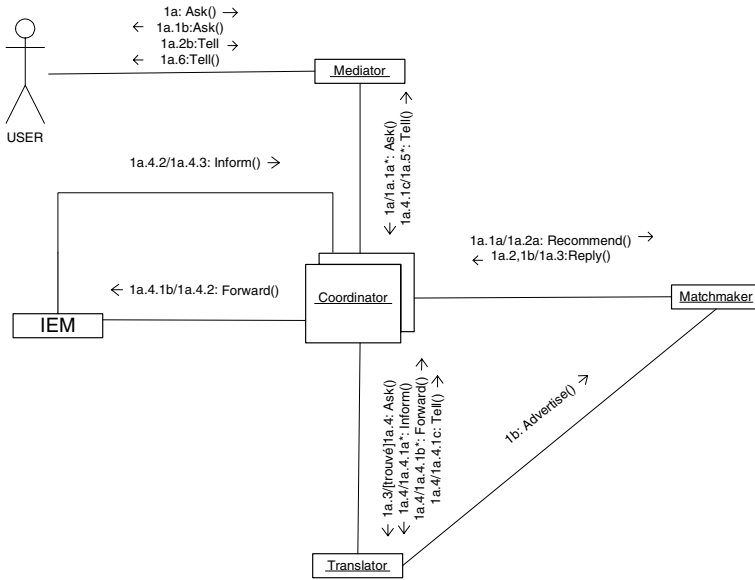 1a: Ask()
1a.1b:Ask()
1a.2b:Tell
1a.6:Tell()
Mediator
USER
1a/1a.1a*: Ask()
1a.4.1c/1a.5*: Tell()
1a.4.2/1a.4.3: Inform()
1a.1a/1a.2a: Recommend()
1a.2,1b/1a.3:Reply()
1a.4.1b/1a.4.2: Forward()
Coordinator
Matchmaker
IEM
1a.3/[trouvé]1a.4: Ask()
1a.4/1a.4.1a*: Inform()
1a.4/1a.4.1b*: Forward()
1a.4/1a.4.1c: Tell()
1b: Advertise()
Translator